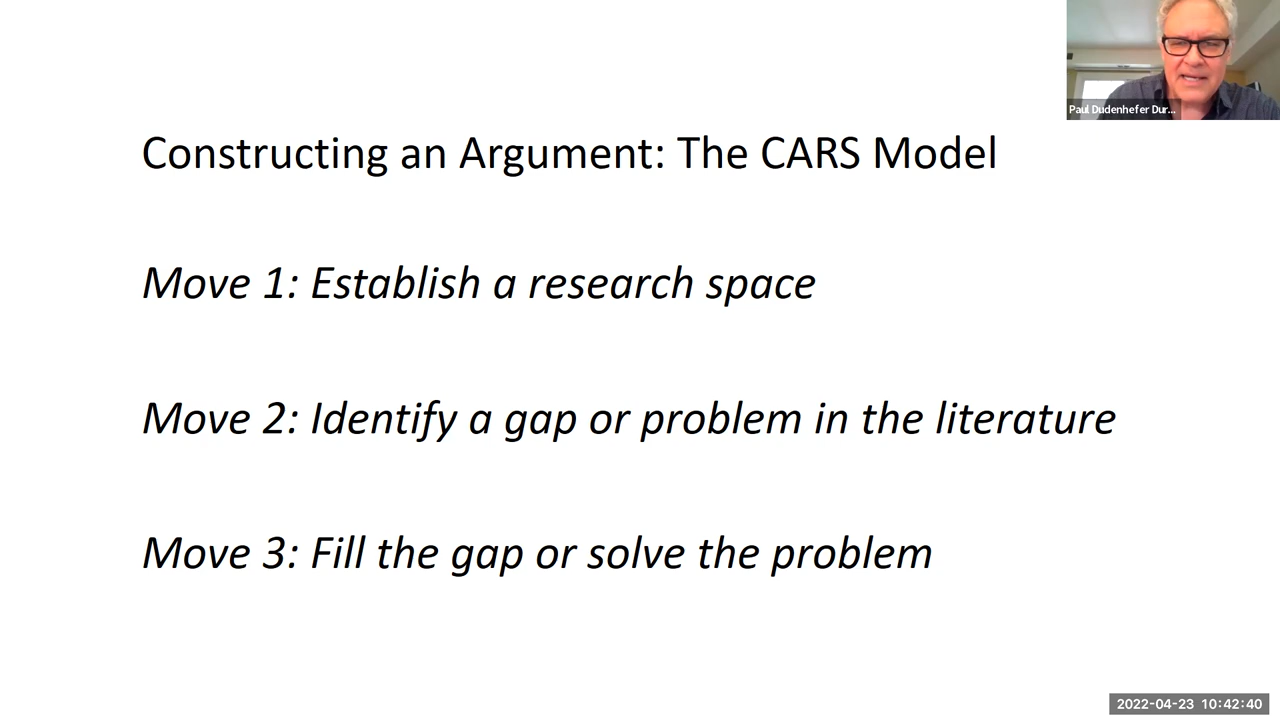 Paul Dudenhefer Dur...
Constructing an Argument: The CARS Model
Move 1: Establish a research space
Move 2: Identify a gap or problem in the literature
Move 3: Fill the gap or solve the problem
2022-04-23 10:42:40